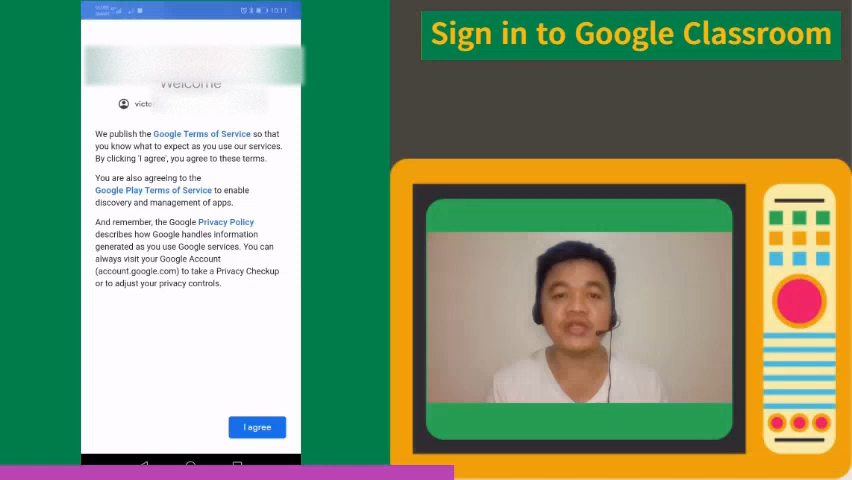 Sign in to Google Classroom
10:11
Welcome
We publish the Google Terms of Service so that
you know what to expect as you use our services.
By clicking 'I agree', you agree to these terms.
You are also agreeing to the
Google Play Terms of Service to enable
discovery and management of apps.
And remember, the Google Privacy Policy
describes how Google handles information
generated as you use Google services. You can
always visit your Google Account
(account.google.com) to take a Privacy Checkup
or to adjust your privacy controls.
I agree